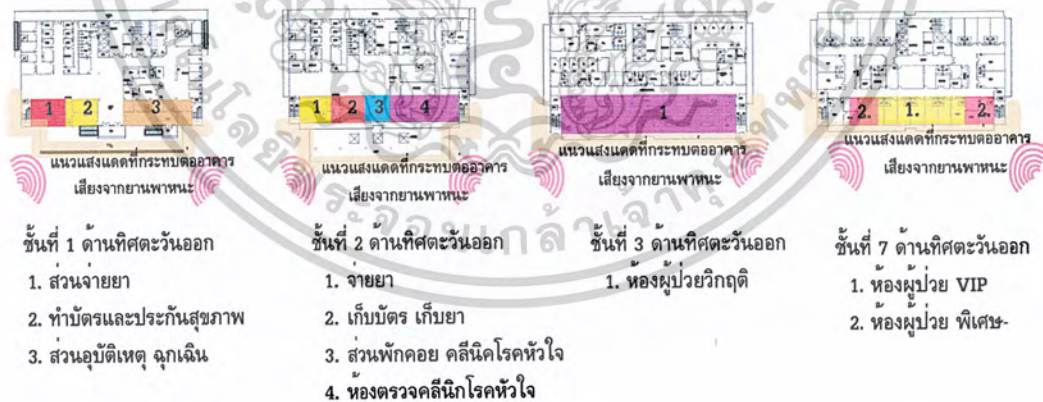 1 2 3
1 2 3 4
1
2. 1. 2.
แนวแสงแดดที่กระทบต่ออาคาร
เสียงจากยานพาหนะ
แนวแสงแดดที่กระทบต่ออาคาร
เสียงจากยานพาหนะ
แนวแสงแดดที่กระทบต่ออาคาร
เสียงจากยานพาหนะ
แนวแสงแดดที่กระทบต่ออาคาร
เสียงจากยานพาหนะ
ชั้นที่ 1 ด้านทิศตะวันออก
1. ส่วนจ่ายยา
2. ทำบัตรและประกันสุขภาพ
3. ส่วนอุบัติเหตุ ฉุกเฉิน
ชั้นที่ 2 ด้านทิศตะวันออก
1. จ่ายยา
2. เก็บบัตร เก็บยา
3. ส่วนพักคอย คลีนิคโรคหัวใจ
4. ห้องตรวจคลีนิกโรคหัวใจ
ชั้นที่ 3 ด้านทิศตะวันออก
1. ห้องผู้ป่วยวิกฤติ
ชั้นที่ 7 ด้านทิศตะวันออก
1. ห้องผู้ป่วย VIP
2. ห้องผู้ป่วย พิเศษ-